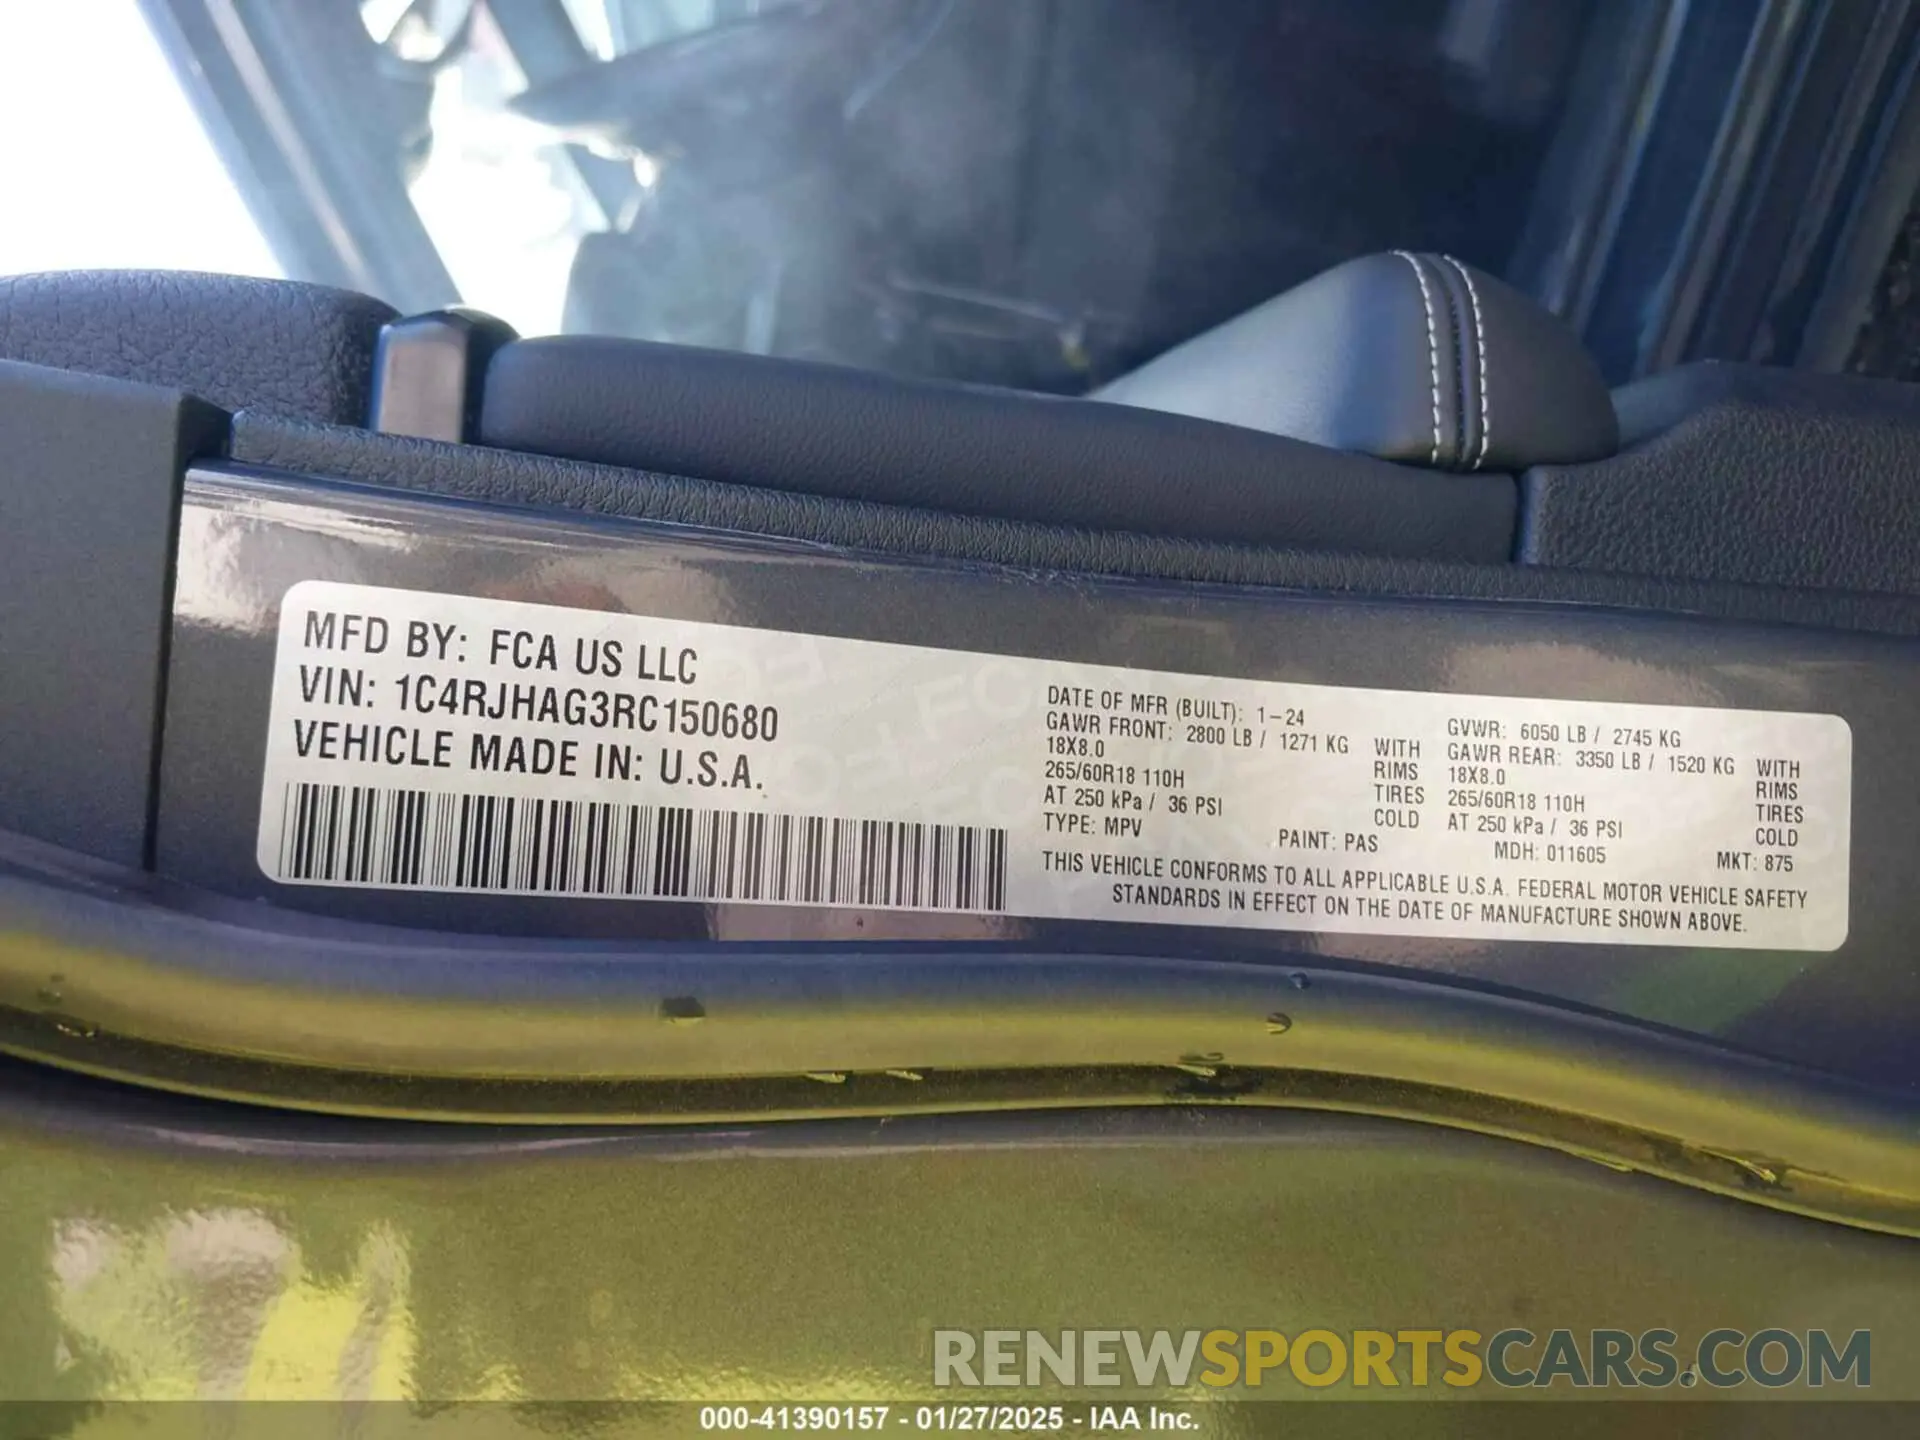 MFD BY: FCA US LLC
VIN: 1C4RJHAG3RC150680
VEHICLE MADE IN: U.S.A.
DATE OF MFR (BUILT): 1-24
GAWR FRONT: 2800 LB / 1271 KG WITH
18X8.0 RIMS
265/60R18 110H TIRES
AT 250 kPa / 36 PSI COLD
TYPE: MPV
PAINT: PAS
GVWR: 6050 LB / 2745 KG
GAWR REAR: 3350 LB / 1520 KG WITH
18X8.0 RIMS
265/60R18 110H TIRES
AT 250 kPa / 36 PSI COLD
MDH: 011605
MKT: 875
THIS VEHICLE CONFORMS TO ALL APPLICABLE U.S.A. FEDERAL MOTOR VEHICLE SAFETY
STANDARDS IN EFFECT ON THE DATE OF MANUFACTURE SHOWN ABOVE.
RENEWSPORTSCARS.COM
000-41390157 - 01/27/2025 - IAA Inc.